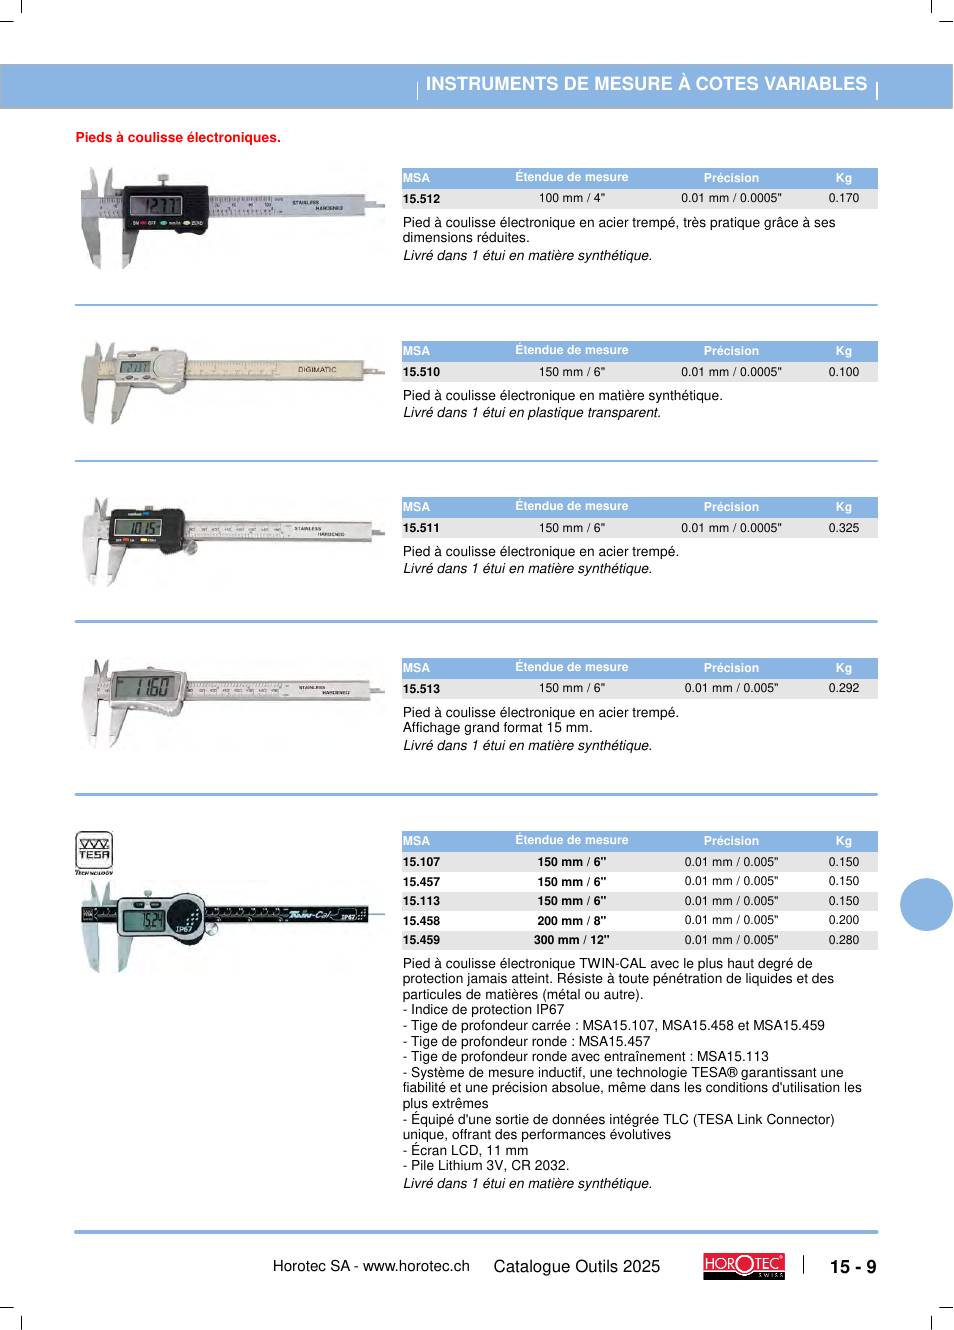 INSTRUMENTS DE MESURE À COTES VARIABLES
Pieds à coulisse électroniques.
MSA Étendue de mesure Précision Kg
15.512 100 mm / 4" 0.01 mm / 0.0005" 0.170
Pied à coulisse électronique en acier trempé, très pratique grâce à ses
dimensions réduites.
Livré dans 1 étui en matière synthétique.
STAINLESS
HARDENED
MSA Étendue de mesure Précision Kg
15.510 150 mm / 6" 0.01 mm / 0.0005" 0.100
Pied à coulisse électronique en matière synthétique.
Livré dans 1 étui en plastique transparent.
DIGIMATIC
MSA Étendue de mesure Précision Kg
15.511 150 mm / 6" 0.01 mm / 0.0005" 0.325
Pied à coulisse électronique en acier trempé.
Livré dans 1 étui en matière synthétique.
STAINLESS
HARDENED
MSA Étendue de mesure Précision Kg
15.513 150 mm / 6" 0.01 mm / 0.005" 0.292
Pied à coulisse électronique en acier trempé.
Affichage grand format 15 mm.
Livré dans 1 étui en matière synthétique.
STAINLESS
HARDENED
TESA
TECHNOLOGY
IP67
Twin-Cal IP67
MSA Étendue de mesure Précision Kg
15.107 150 mm / 6" 0.01 mm / 0.005" 0.150
15.457 150 mm / 6" 0.01 mm / 0.005" 0.150
15.113 150 mm / 6" 0.01 mm / 0.005" 0.150
15.458 200 mm / 8" 0.01 mm / 0.005" 0.200
15.459 300 mm / 12" 0.01 mm / 0.005" 0.280
Pied à coulisse électronique TWIN-CAL avec le plus haut degré de
protection jamais atteint. Résiste à toute pénétration de liquides et des
particules de matières (métal ou autre).
- Indice de protection IP67
- Tige de profondeur carrée : MSA15.107, MSA15.458 et MSA15.459
- Tige de profondeur ronde : MSA15.457
- Tige de profondeur ronde avec entraînement : MSA15.113
- Système de mesure inductif, une technologie TESA® garantissant une
fiabilité et une précision absolue, même dans les conditions d'utilisation les
plus extrêmes
- Équipé d'une sortie de données intégrée TLC (TESA Link Connector)
unique, offrant des performances évolutives
- Écran LCD, 11 mm
- Pile Lithium 3V, CR 2032.
Livré dans 1 étui en matière synthétique.
Horotec SA - www.horotec.ch Catalogue Outils 2025 HOROTEC SWISS 15 - 9